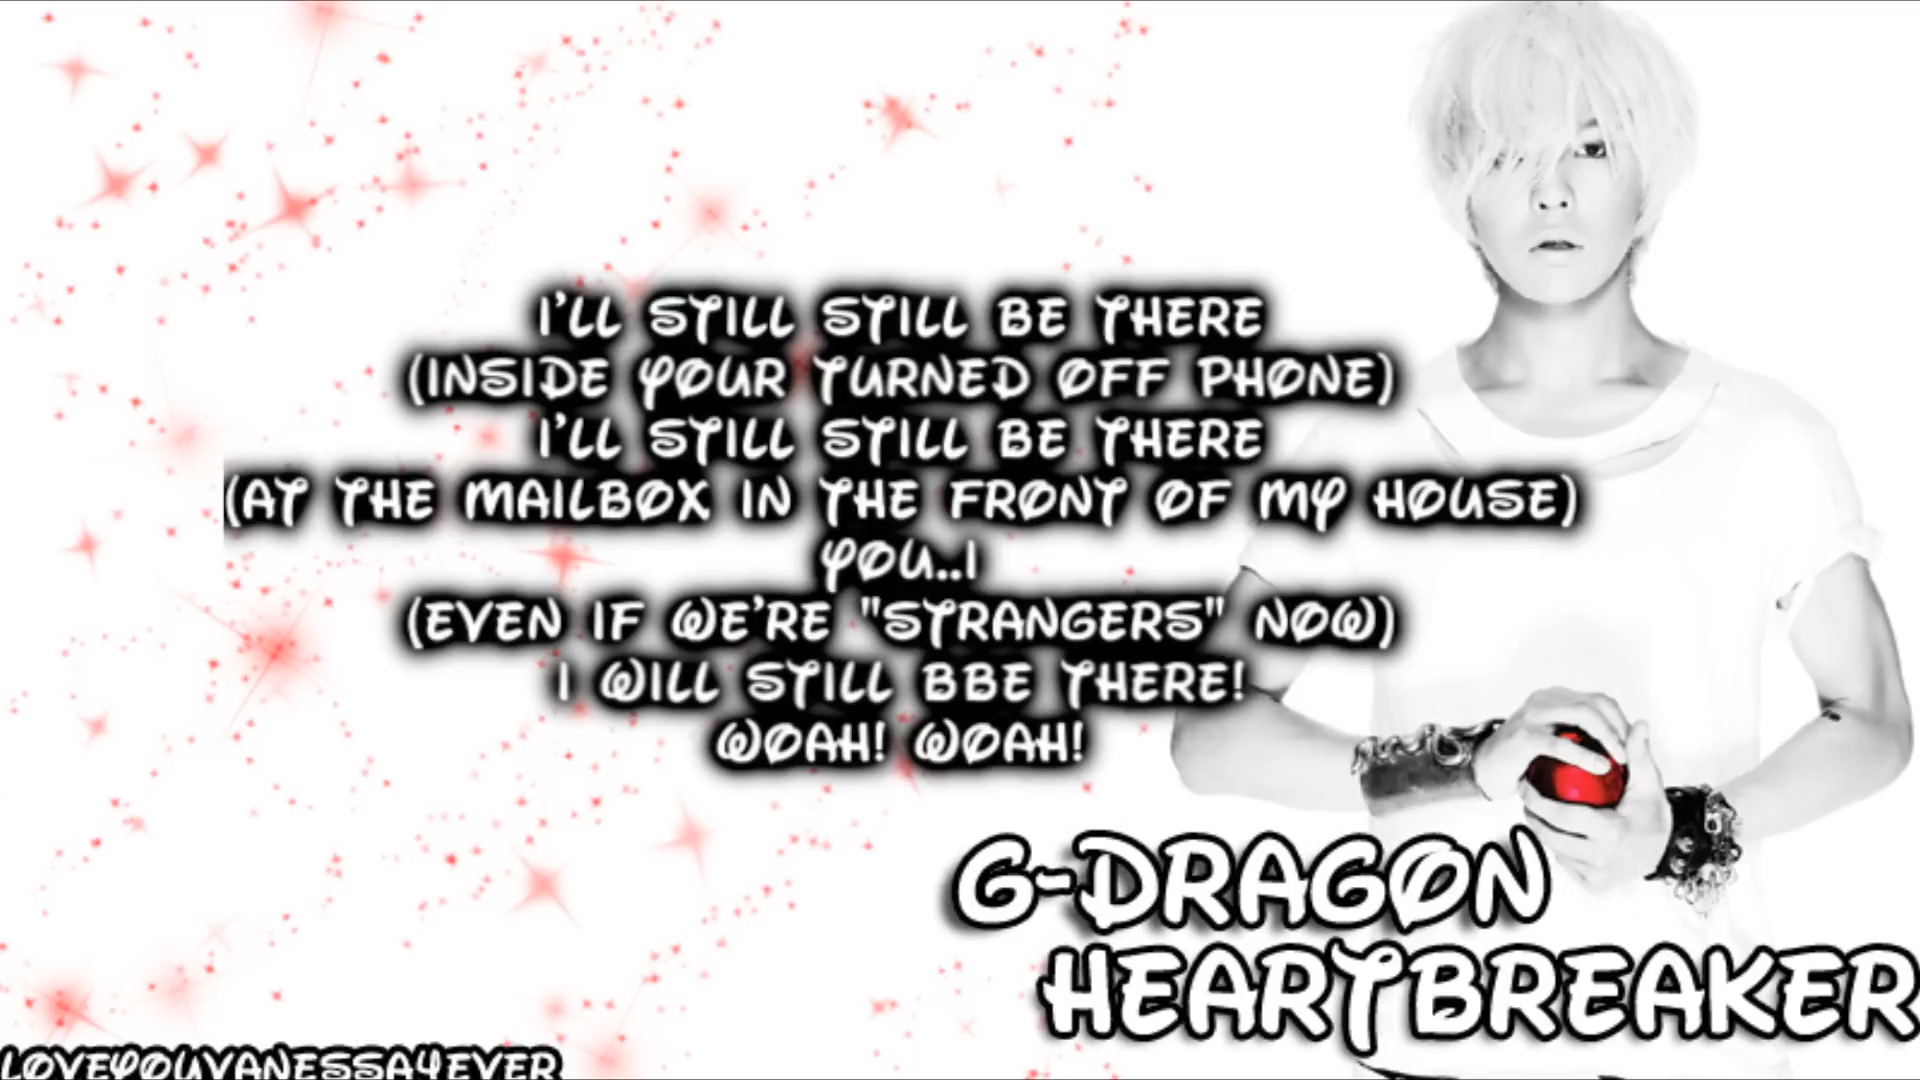 I'LL STILL STILL BE THERE
(INSIDE YOUR TURNED OFF PHONE)
I'LL STILL STILL BE THERE
(AT THE MAILBOX IN THE FRONT OF MY HOUSE)
YOU..I
(EVEN IF WE'RE "STRANGERS" NOW)
I WILL STILL BBE THERE!
WOAH! WOAH!
G-DRAGON
HEARTBREAKER
LOVEYOUVANESSA4EVER